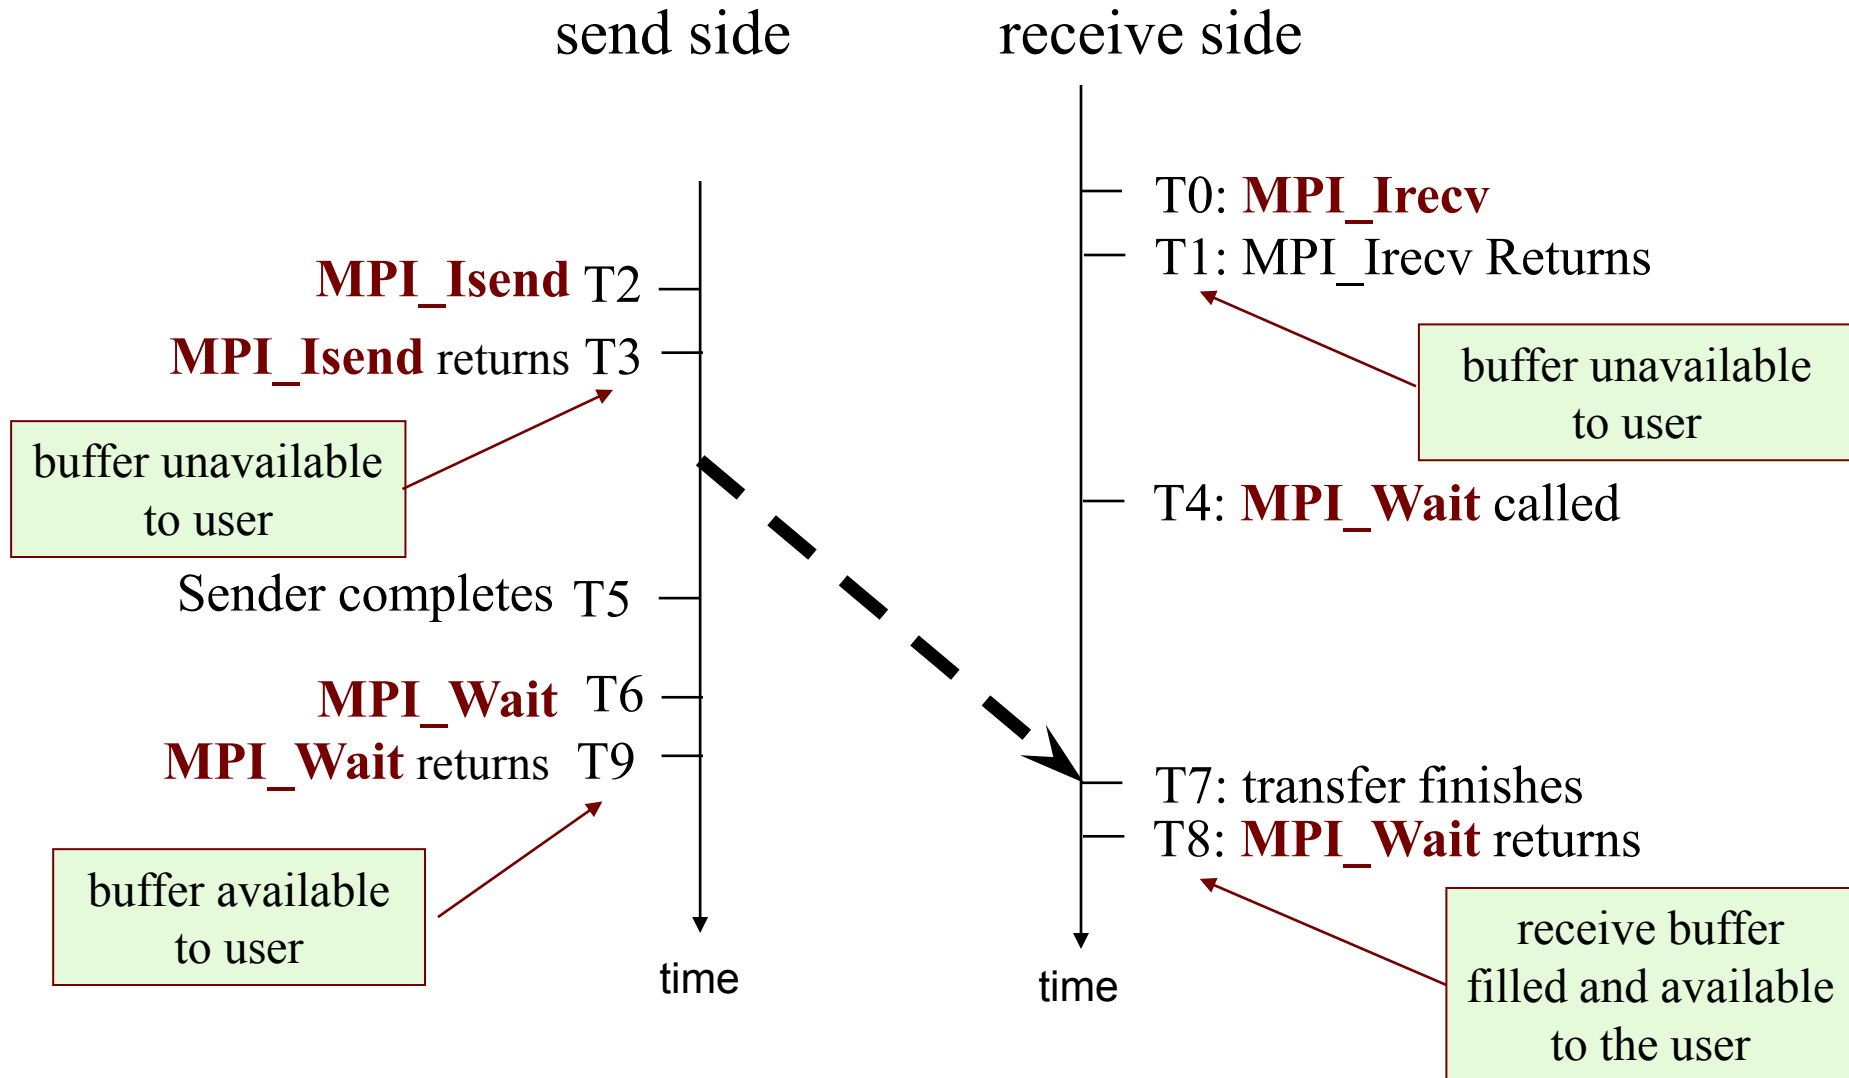 send side
receive side
T0: MPI_Irecv
T1: MPI_Irecv Returns
MPI_Isend T2
MPI_Isend returns T3
buffer unavailable
to user
buffer unavailable
to user
T4: MPI_Wait called
Sender completes T5
MPI_Wait T6
MPI_Wait returns T9
T7: transfer finishes
T8: MPI_Wait returns
buffer available
to user
receive buffer
filled and available
to the user
time
time